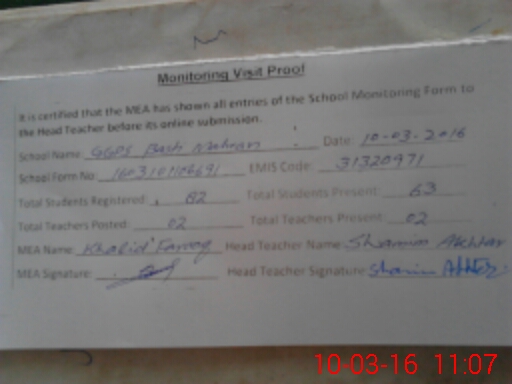 Monitoring Visit Proof
It is certified that the MEA has shown all entries of the School Monitoring Form to
the Head Teacher before its online submission.
School Name: GGPS Date: 10-03-2016
School Form No: EMIS Code: 31320971
Total Students Registered: 82 Total Students Present: 63
Total Teachers Posted: 02 Total Teachers Present: 02
MEA Name: Khalid Farooq Head Teacher Name: Shamim Akhtar
MEA Signature: Head Teacher Signature: Shamim Akhtar
10-03-16 11:07